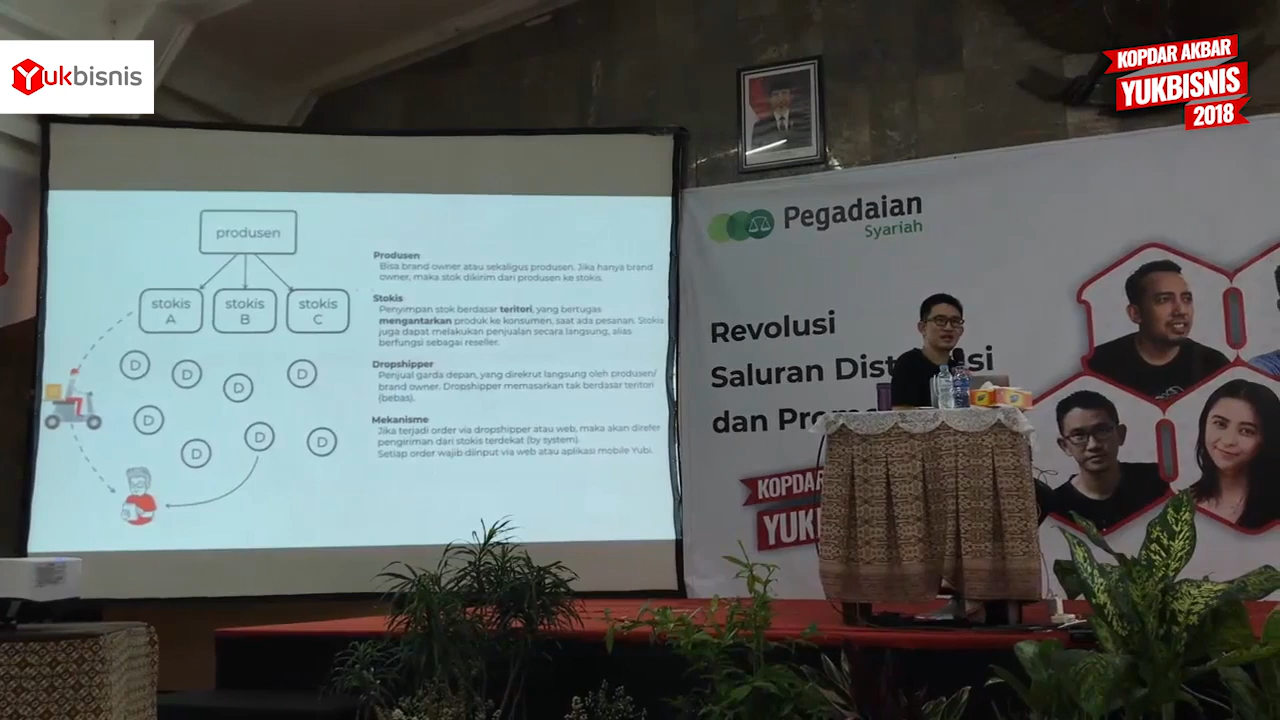 Yukbisnis
KOPDAR AKBAR
YUKBISNIS
2018
produsen
stokis
A
stokis
B
stokis
C
D
D
D
D
D
D
D
D
Produsen
Bisa brand owner atau sekaligus produsen. Jika hanya brand
owner, maka stok dikirim dari produsen ke stokis.
Stokis
Penyimpan stok berdasar teritori, yang bertugas
mengantarkan produk ke konsumen, saat ada pesanan. Stokis
juga dapat melakukan penjualan secara langsung, alias
berfungsi sebagai reseller.
Dropshipper
Penjual garda depan, yang direkrut langsung oleh produsen/
brand owner. Dropshipper memasarkan tak berdasar teritori
(bebas).
Mekanisme
Jika terjadi order via dropshipper atau web, maka akan direfer
pengiriman dari stokis terdekat (by system).
Setiap order wajib diinput via web atau aplikasi mobile Yubi.
Pegadaian
Syariah
Revolusi
Saluran Dist si
dan Prom
KOPDAR
YUK